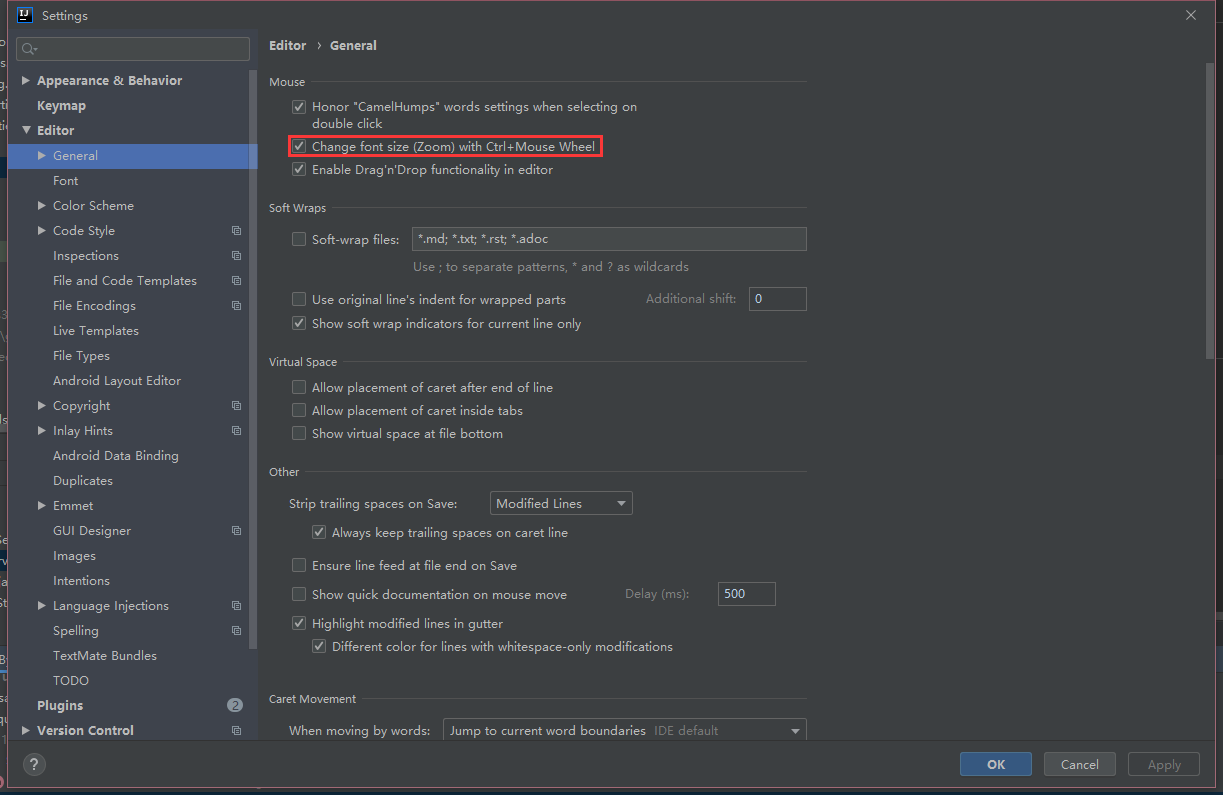 IJ
Settings
Appearance & Behavior
Keymap
Editor
General
Font
Color Scheme
Code Style
Inspections
File and Code Templates
File Encodings
Live Templates
File Types
Android Layout Editor
Copyright
Inlay Hints
Android Data Binding
Duplicates
Emmet
GUI Designer
Images
Intentions
Language Injections
Spelling
TextMate Bundles
TODO
Plugins 2
Version Control
Editor › General
Mouse
Honor "CamelHumps" words settings when selecting on
double click
Change font size (Zoom) with Ctrl+Mouse Wheel
Enable Drag'n'Drop functionality in editor
Soft Wraps
Soft-wrap files: *.md; *.txt; *.rst; *.adoc
Use ; to separate patterns, * and ? as wildcards
Use original line's indent for wrapped parts Additional shift: 0
Show soft wrap indicators for current line only
Virtual Space
Allow placement of caret after end of line
Allow placement of caret inside tabs
Show virtual space at file bottom
Other
Strip trailing spaces on Save: Modified Lines
Always keep trailing spaces on caret line
Ensure line feed at file end on Save
Show quick documentation on mouse move Delay (ms): 500
Highlight modified lines in gutter
Different color for lines with whitespace-only modifications
Caret Movement
When moving by words: Jump to current word boundaries IDE default
? OK Cancel Apply